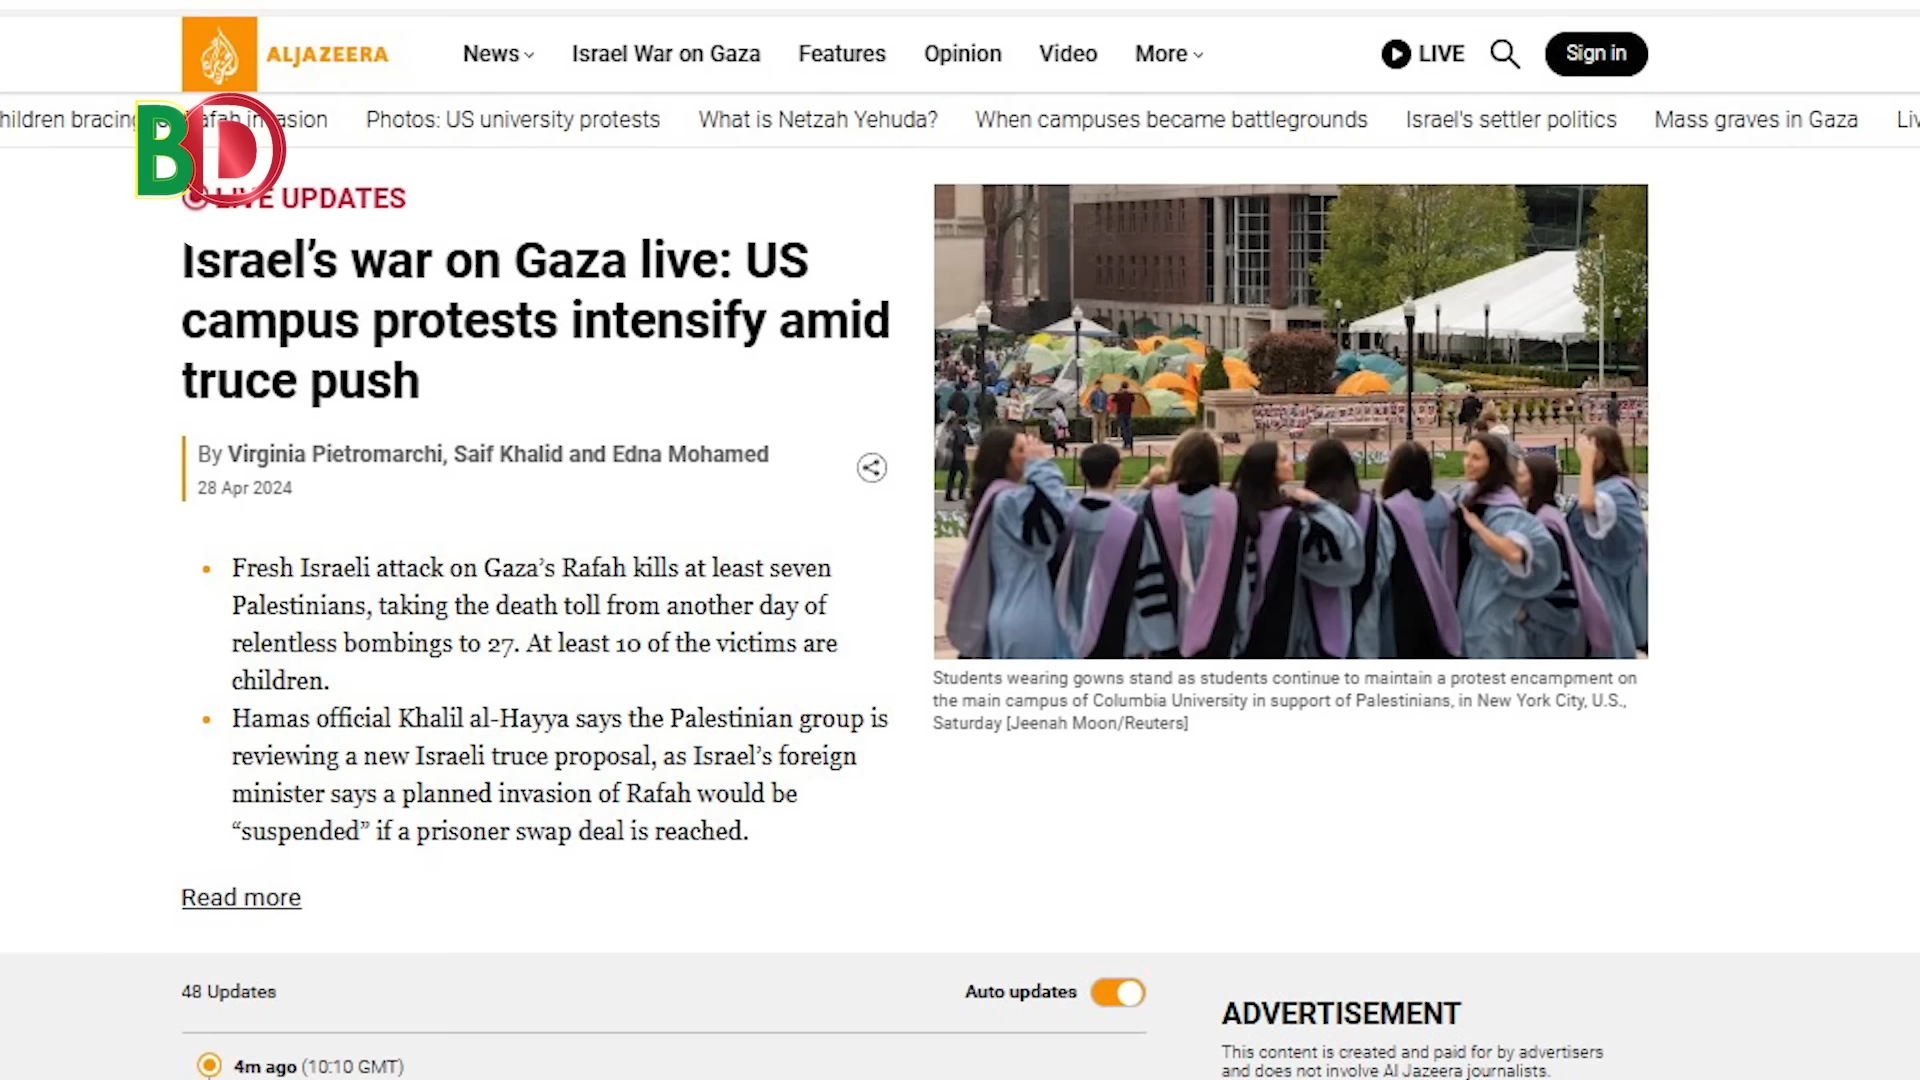 ALJAZEERA
News
Israel War on Gaza
Features
Opinion
Video
More
LIVE
Sign in
hildren bracing
Rafah invasion
Photos: US university protests
What is Netzah Yehuda?
When campuses became battlegrounds
Israel's settler politics
Mass graves in Gaza
Liv
BD
LIVE UPDATES
Israel’s war on Gaza live: US
campus protests intensify amid
truce push
By Virginia Pietromarchi, Saif Khalid and Edna Mohamed
28 Apr 2024
Fresh Israeli attack on Gaza’s Rafah kills at least seven
Palestinians, taking the death toll from another day of
relentless bombings to 27. At least 10 of the victims are
children.
Hamas official Khalil al-Hayya says the Palestinian group is
reviewing a new Israeli truce proposal, as Israel’s foreign
minister says a planned invasion of Rafah would be
“suspended” if a prisoner swap deal is reached.
Read more
Students wearing gowns stand as students continue to maintain a protest encampment on
the main campus of Columbia University in support of Palestinians, in New York City, U.S.,
Saturday [Jeenah Moon/Reuters]
48 Updates
Auto updates
4m ago (10:10 GMT)
ADVERTISEMENT
This content is created and paid for by advertisers
and does not involve Al Jazeera journalists.